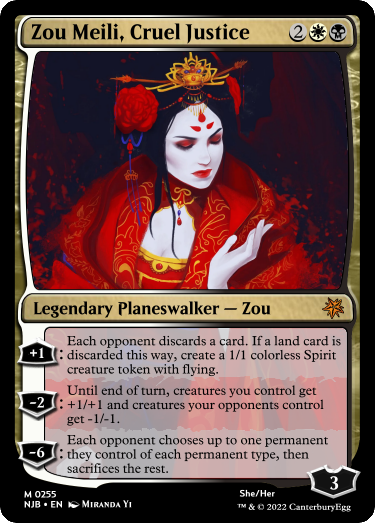 Zou Meili, Cruel Justice 2
Legendary Planeswalker — Zou
+1: Each opponent discards a card. If a land card is
discarded this way, create a 1/1 colorless Spirit
creature token with flying.
-2: Until end of turn, creatures you control get
+1/+1 and creatures your opponents control
get -1/-1.
-6: Each opponent chooses up to one permanent
they control of each permanent type, then
sacrifices the rest.
3
M 0255 She/Her
NJB • EN Miranda Yi ™ & © 2022 CanterburyEgg